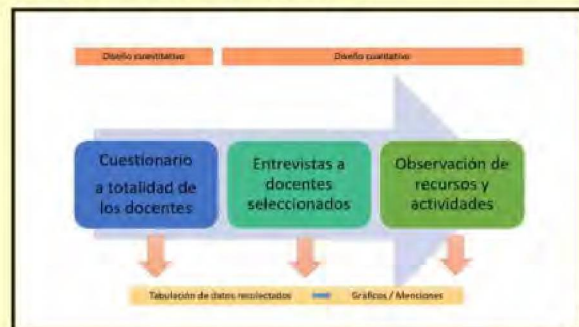 Diseño cuantitativo
Diseño cualitativo
Cuestionario
a totalidad de
los docentes
Entrevistas a
docentes
seleccionados
Observación de
recursos y
actividades
Tabulación de datos recolectados
Gráficos / Menciones